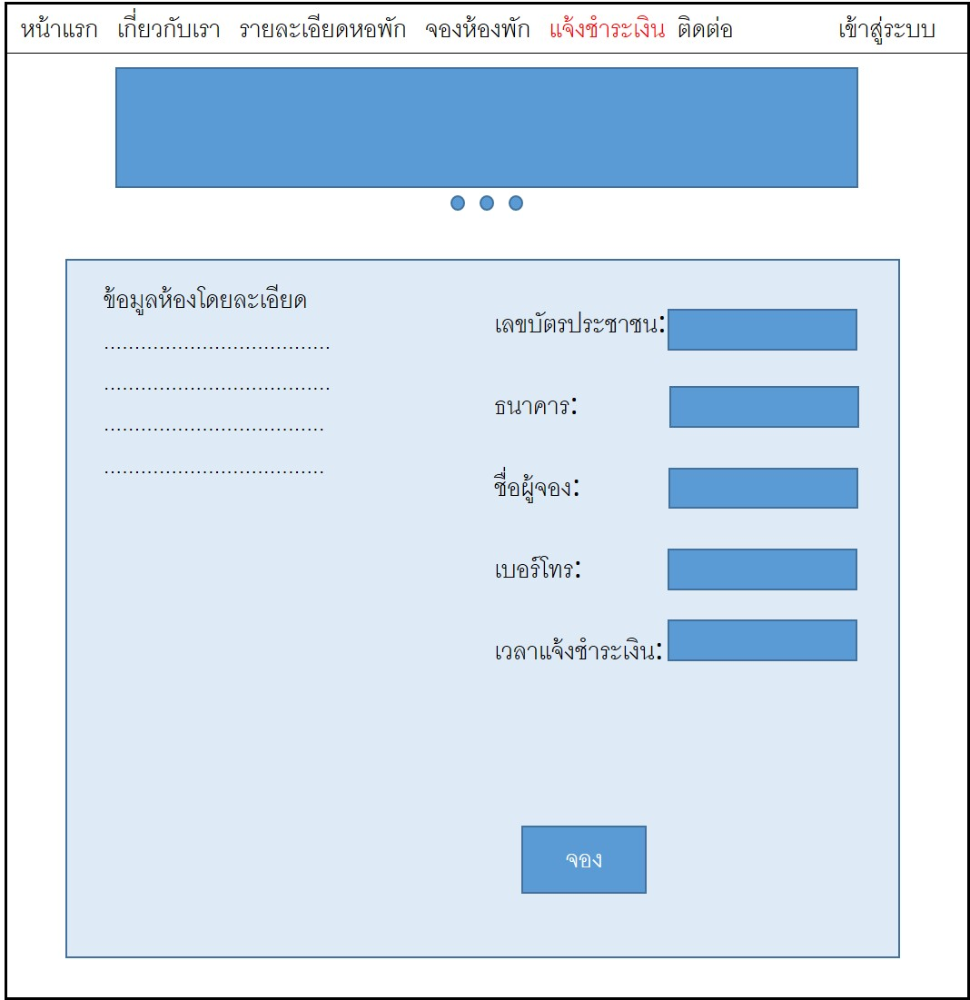 หน้าแรก เกี่ยวกับเรา รายละเอียดหอพัก จองห้องพัก แจ้งชำระเงิน ติดต่อ เข้าสู่ระบบ
ข้อมูลห้องโดยละเอียด
.....................................
.....................................
....................................
....................................
เลขบัตรประชาชน:
ธนาคาร:
ชื่อผู้จอง:
เบอร์โทร:
เวลาแจ้งชำระเงิน:
จอง